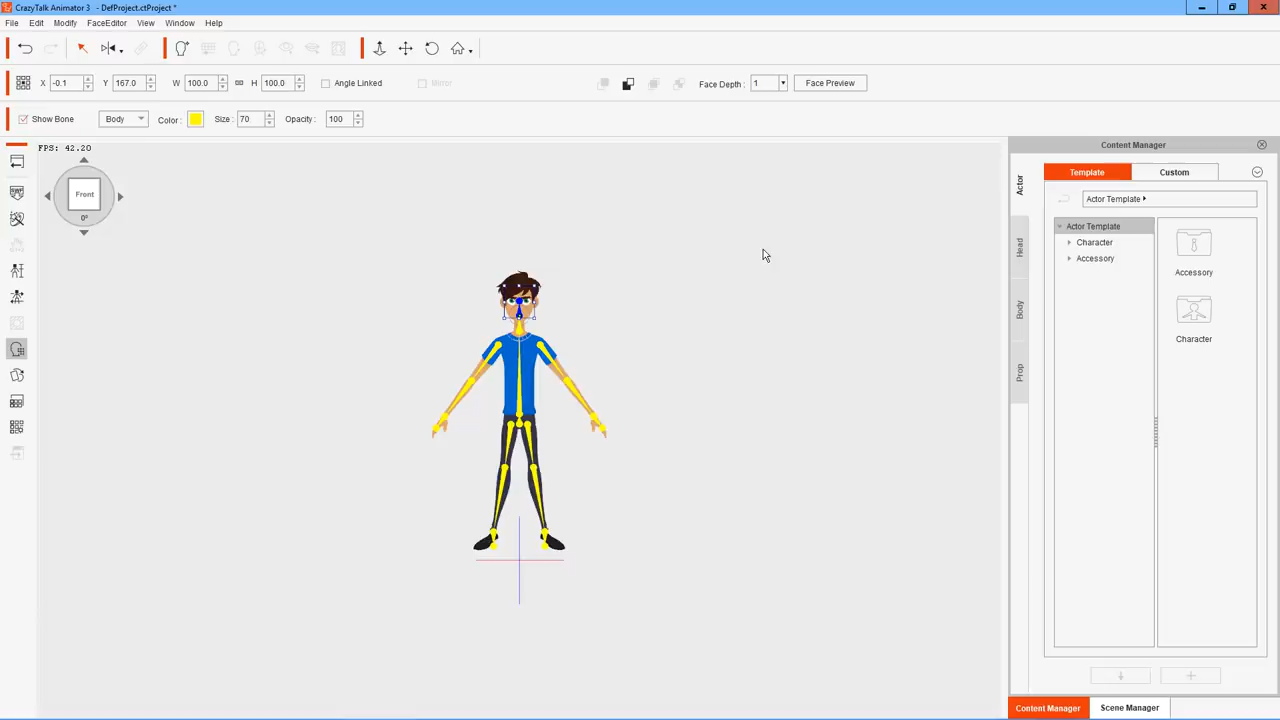 CrazyTalk Animator 3 - DefProject.ctProject *
File Edit Modify FaceEditor View Window Help
X -0.1 Y 167.0 W 100.0 H 100.0 Angle Linked Mirror Face Depth : 1 Face Preview
Show Bone Body Color : Size : 70 Opacity : 100
FPS: 42.20
Front
0°
Content Manager
Template Custom
Actor Template
Actor Template
Character
Accessory
Accessory
Character
Actor
Head
Body
Prop
Content Manager Scene Manager